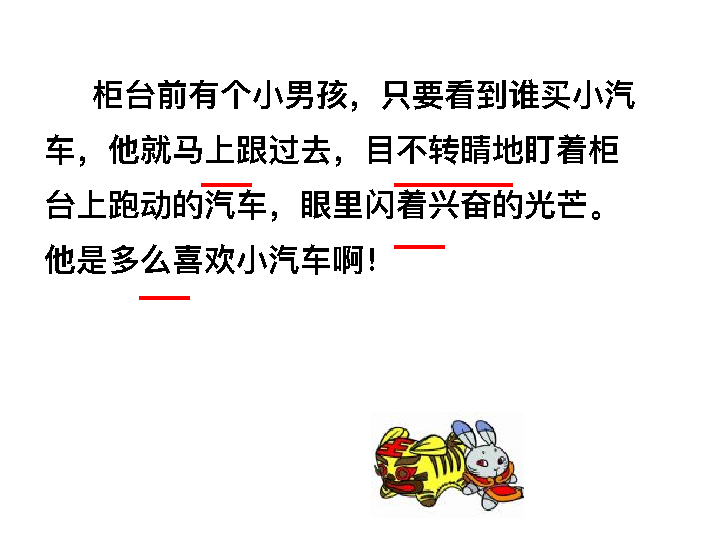 柜台前有个小男孩，只要看到谁买小汽
车，他就马上跟过去，目不转睛地盯着柜
台上跑动的汽车，眼里闪着兴奋的光芒。
他是多么喜欢小汽车啊！